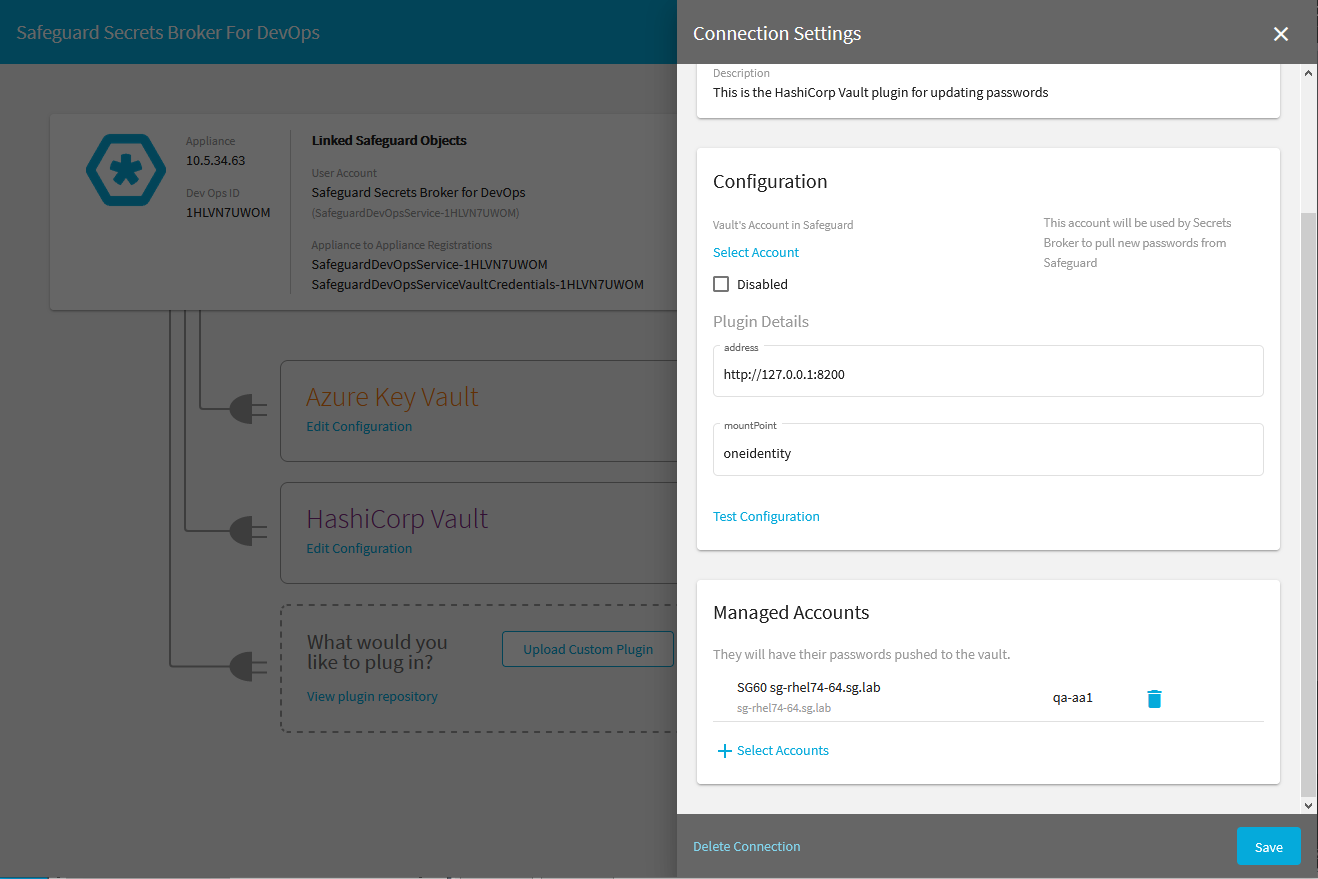 Safeguard Secrets Broker For DevOps
Appliance
10.5.34.63
Dev Ops ID
1HLVN7UWOM
Linked Safeguard Objects
User Account
Safeguard Secrets Broker for DevOps
(SafeguardDevOpsService-1HLVN7UWOM)
Appliance to Appliance Registrations
SafeguardDevOpsService-1HLVN7UWOM
SafeguardDevOpsServiceVaultCredentials-1HLVN7UWOM
Azure Key Vault
Edit Configuration
HashiCorp Vault
Edit Configuration
What would you
like to plug in?
Upload Custom Plugin
View plugin repository
Connection Settings
Description
This is the HashiCorp Vault plugin for updating passwords
Configuration
Vault's Account in Safeguard
Select Account
This account will be used by Secrets
Broker to pull new passwords from
Safeguard
Disabled
Plugin Details
address
http://127.0.0.1:8200
mountPoint
oneidentity
Test Configuration
Managed Accounts
They will have their passwords pushed to the vault.
SG60 sg-rhel74-64.sg.lab
sg-rhel74-64.sg.lab
qa-aa1
Select Accounts
Delete Connection
Save